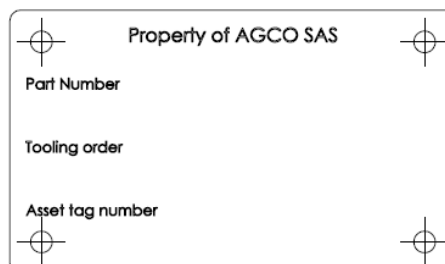 Property of AGCO SAS
Part Number
Tooling order
Asset tag number